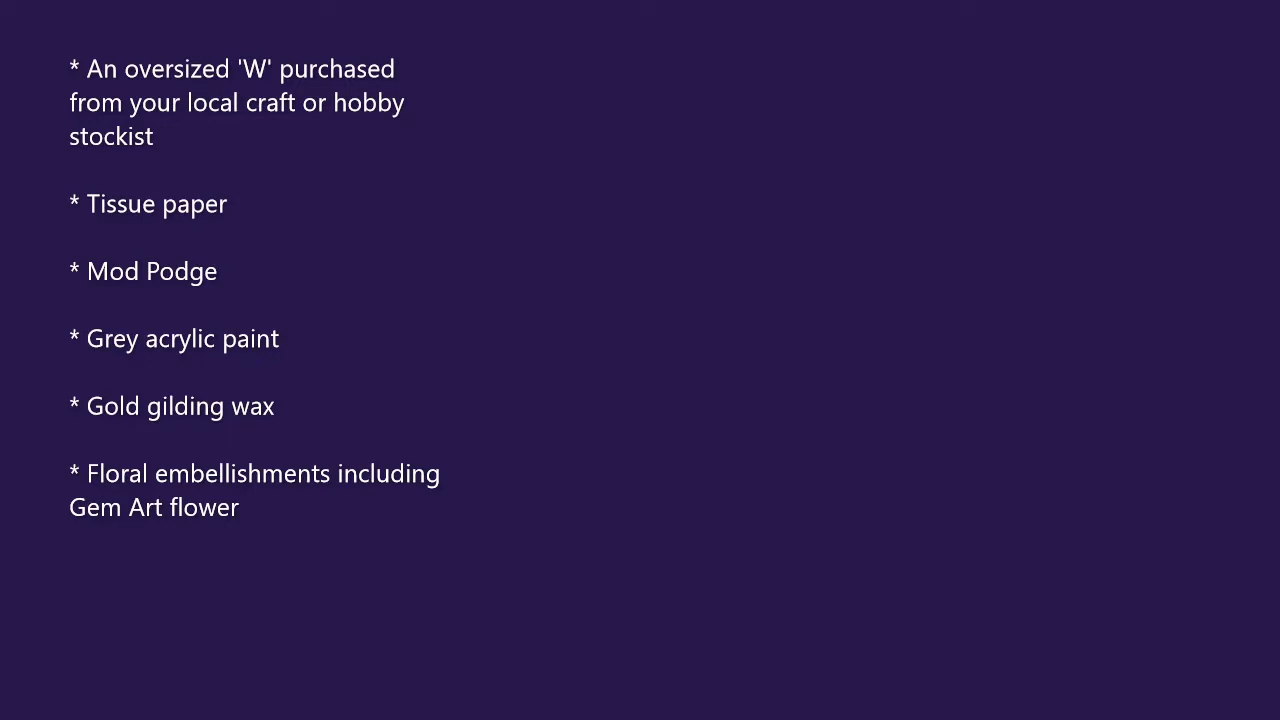 * An oversized 'W' purchased
from your local craft or hobby
stockist
* Tissue paper
* Mod Podge
* Grey acrylic paint
* Gold gilding wax
* Floral embellishments including
Gem Art flower